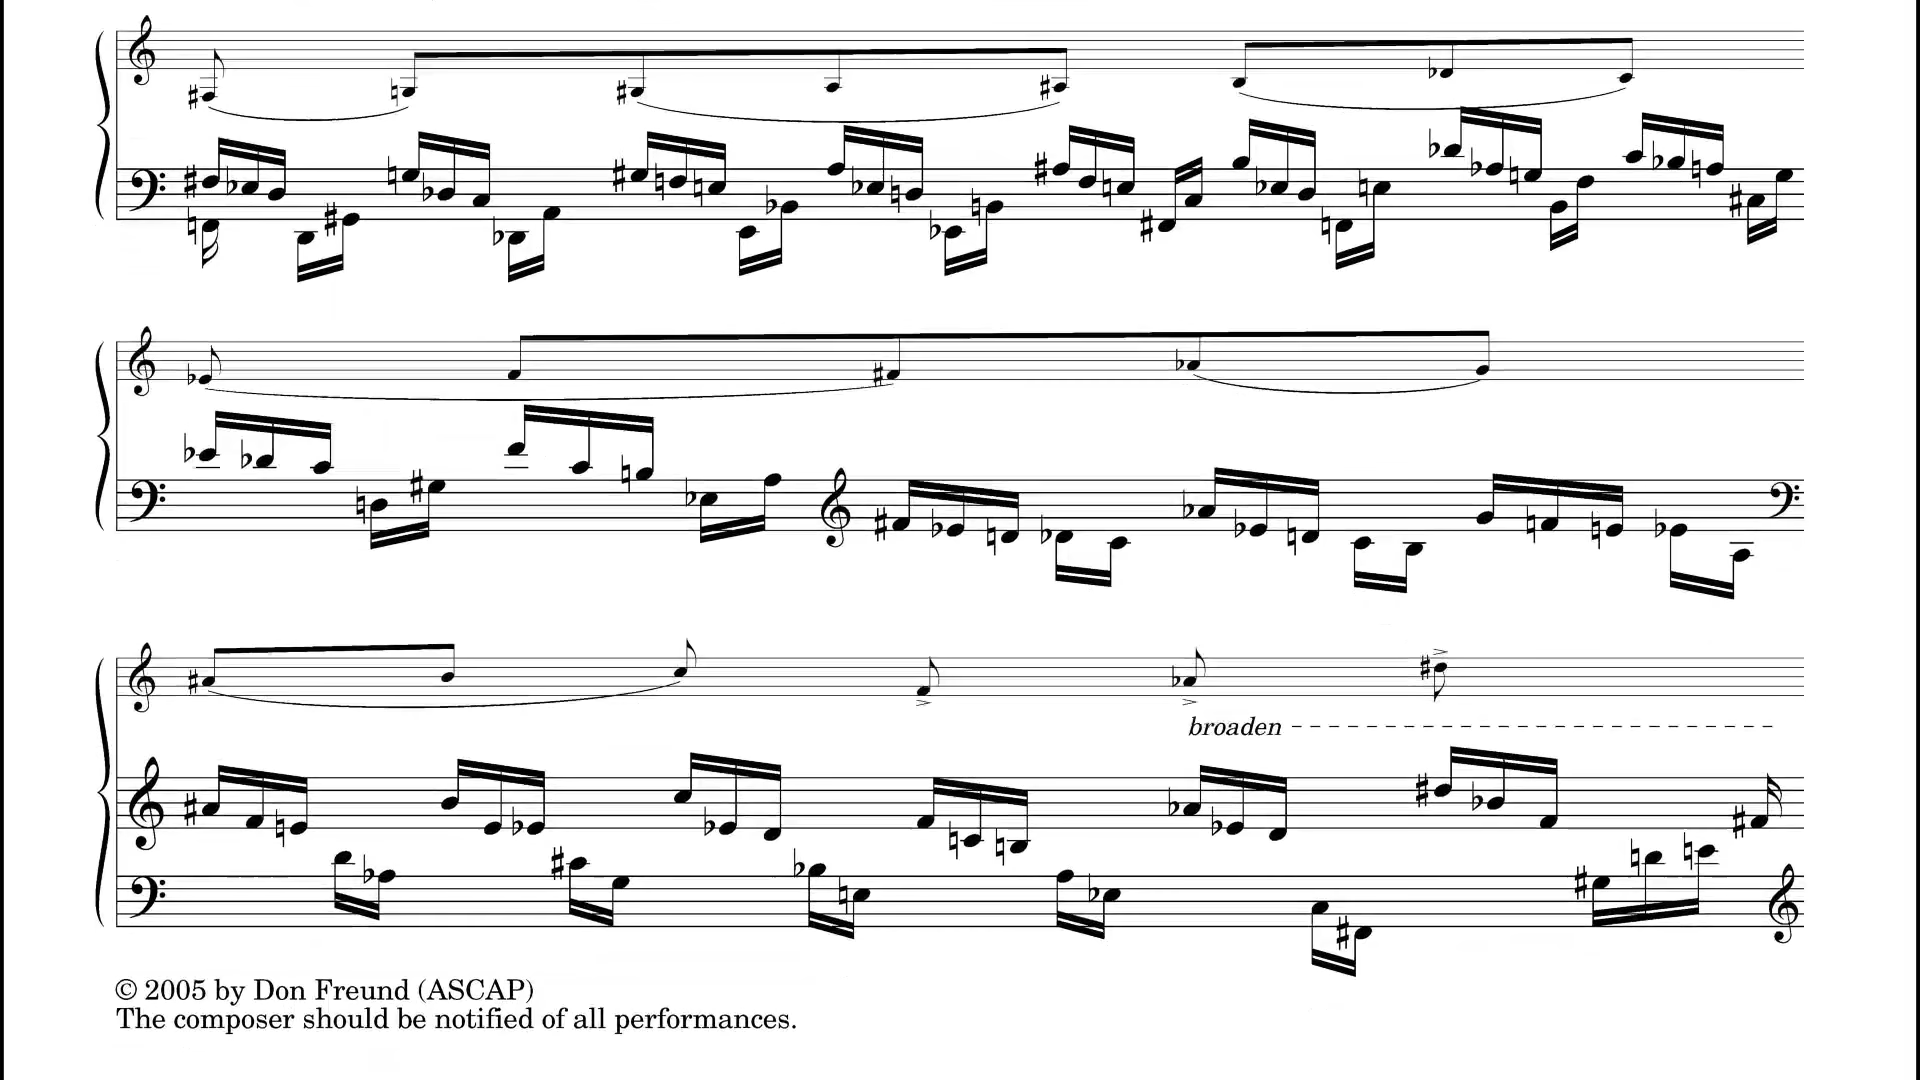 broaden
© 2005 by Don Freund (ASCAP)
The composer should be notified of all performances.